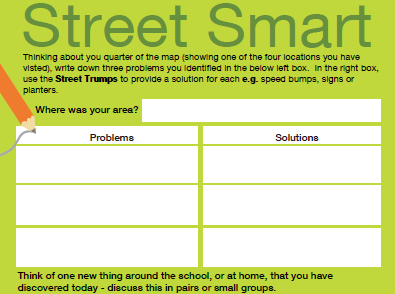 Street Smart
Thinking about you quarter of the map (showing one of the four locations you have
visted), write down three problems you identified in the below left box. In the right box,
use the Street Trumps to provide a solution for each e.g. speed bumps, signs or
planters.
Where was your area?
Problems
Solutions
Think of one new thing around the school, or at home, that you have
discovered today - discuss this in pairs or small groups.